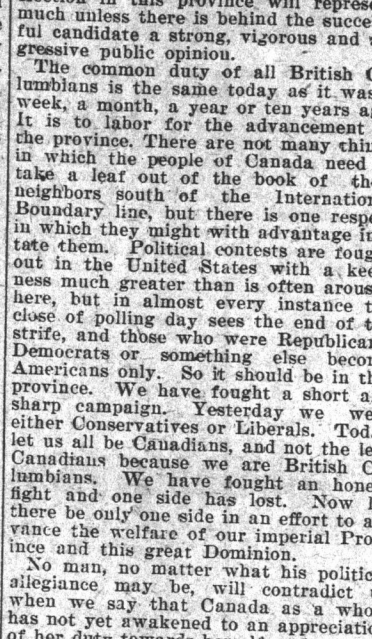 in this province will represe
much unless there is behind the succe
ful candidate a strong, vigorous and
gressive public opinion.
The common duty of all British C
lumbians is the same today as it was
week, a month, a year or ten years a
It is to labor for the advancement
the province. There are not many thin
in which the people of Canada need
take a leaf out of the book of th
neighbors south of the Internation
Boundary line, but there is one respe
in which they might with advantage i
tate them. Political contests are foug
out in the United States with a kee
ness much greater than is often arous
here, but in almost every instance t
close of polling day sees the end of t
strife, and those who were Republica
Democrats or something else becom
Americans only. So it should be in th
province. We have fought a short a
sharp campaign. Yesterday we we
either Conservatives or Liberals. Tod
let us all be Canadians, and not the le
Canadians because we are British C
lumbians. We have fought an hone
fight and one side has lost. Now l
there be only one side in an effort to a
vance the welfare of our imperial Pro
ince and this great Dominion.
No man, no matter what his politic
allegiance may be, will contradict
when we say that Canada as a who
has not yet awakened to an appreciati
of her duty towards